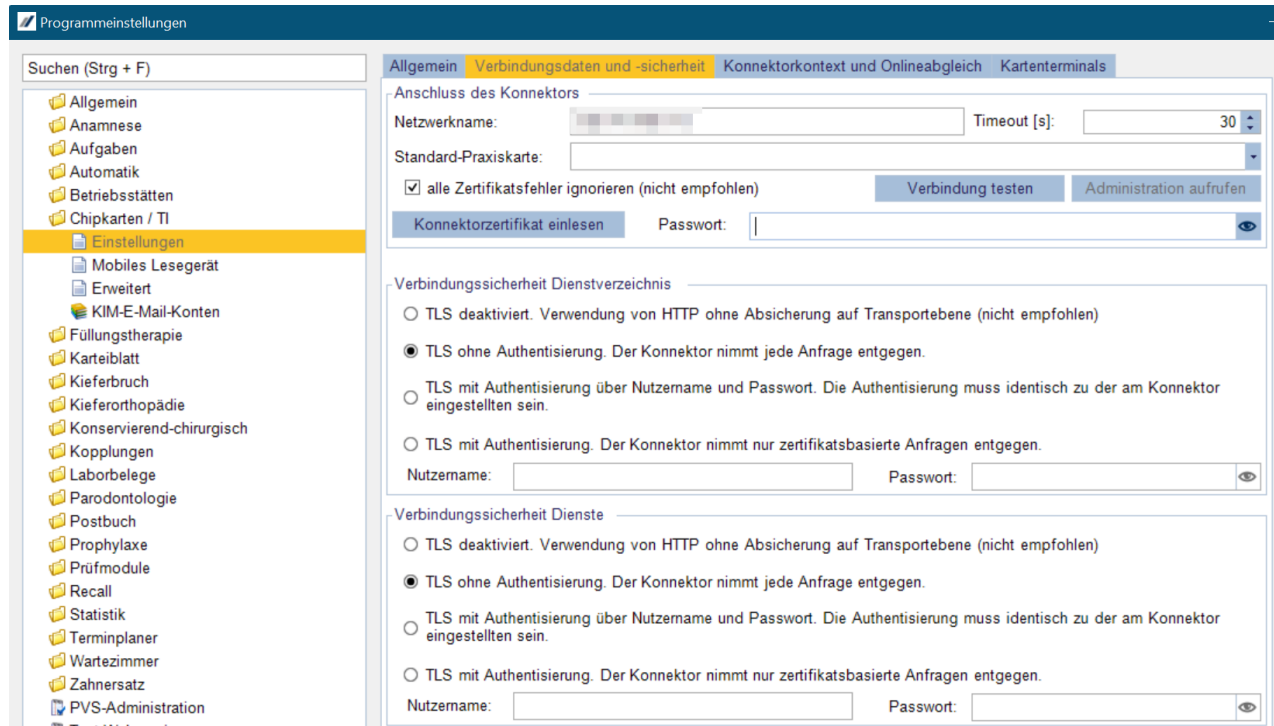 Programmeinstellungen
Suchen (Strg + F)
Allgemein
Anamnese
Aufgaben
Automatik
Betriebsstätten
Chipkarten / TI
Einstellungen
Mobiles Lesegerät
Erweitert
KIM-E-Mail-Konten
Füllungstherapie
Karteiblatt
Kieferbruch
Kieferorthopädie
Konservierend-chirurgisch
Kopplungen
Laborbelege
Parodontologie
Postbuch
Prophylaxe
Prüfmodule
Recall
Statistik
Terminplaner
Wartezimmer
Zahnersatz
PVS-Administration
Allgemein Verbindungsdaten und -sicherheit Konnektorkontext und Onlineabgleich Kartenterminals
Anschluss des Konnektors
Netzwerkname: Timeout [s]: 30
Standard-Praxiskarte:
alle Zertifikatsfehler ignorieren (nicht empfohlen) Verbindung testen Administration aufrufen
Konnektorzertifikat einlesen Passwort:
Verbindungssicherheit Dienstverzeichnis
TLS deaktiviert. Verwendung von HTTP ohne Absicherung auf Transportebene (nicht empfohlen)
TLS ohne Authentisierung. Der Konnektor nimmt jede Anfrage entgegen.
TLS mit Authentisierung über Nutzername und Passwort. Die Authentisierung muss identisch zu der am Konnektor
eingestellten sein.
TLS mit Authentisierung. Der Konnektor nimmt nur zertifikatsbasierte Anfragen entgegen.
Nutzername: Passwort:
Verbindungssicherheit Dienste
TLS deaktiviert. Verwendung von HTTP ohne Absicherung auf Transportebene (nicht empfohlen)
TLS ohne Authentisierung. Der Konnektor nimmt jede Anfrage entgegen.
TLS mit Authentisierung über Nutzername und Passwort. Die Authentisierung muss identisch zu der am Konnektor
eingestellten sein.
TLS mit Authentisierung. Der Konnektor nimmt nur zertifikatsbasierte Anfragen entgegen.
Nutzername: Passwort: